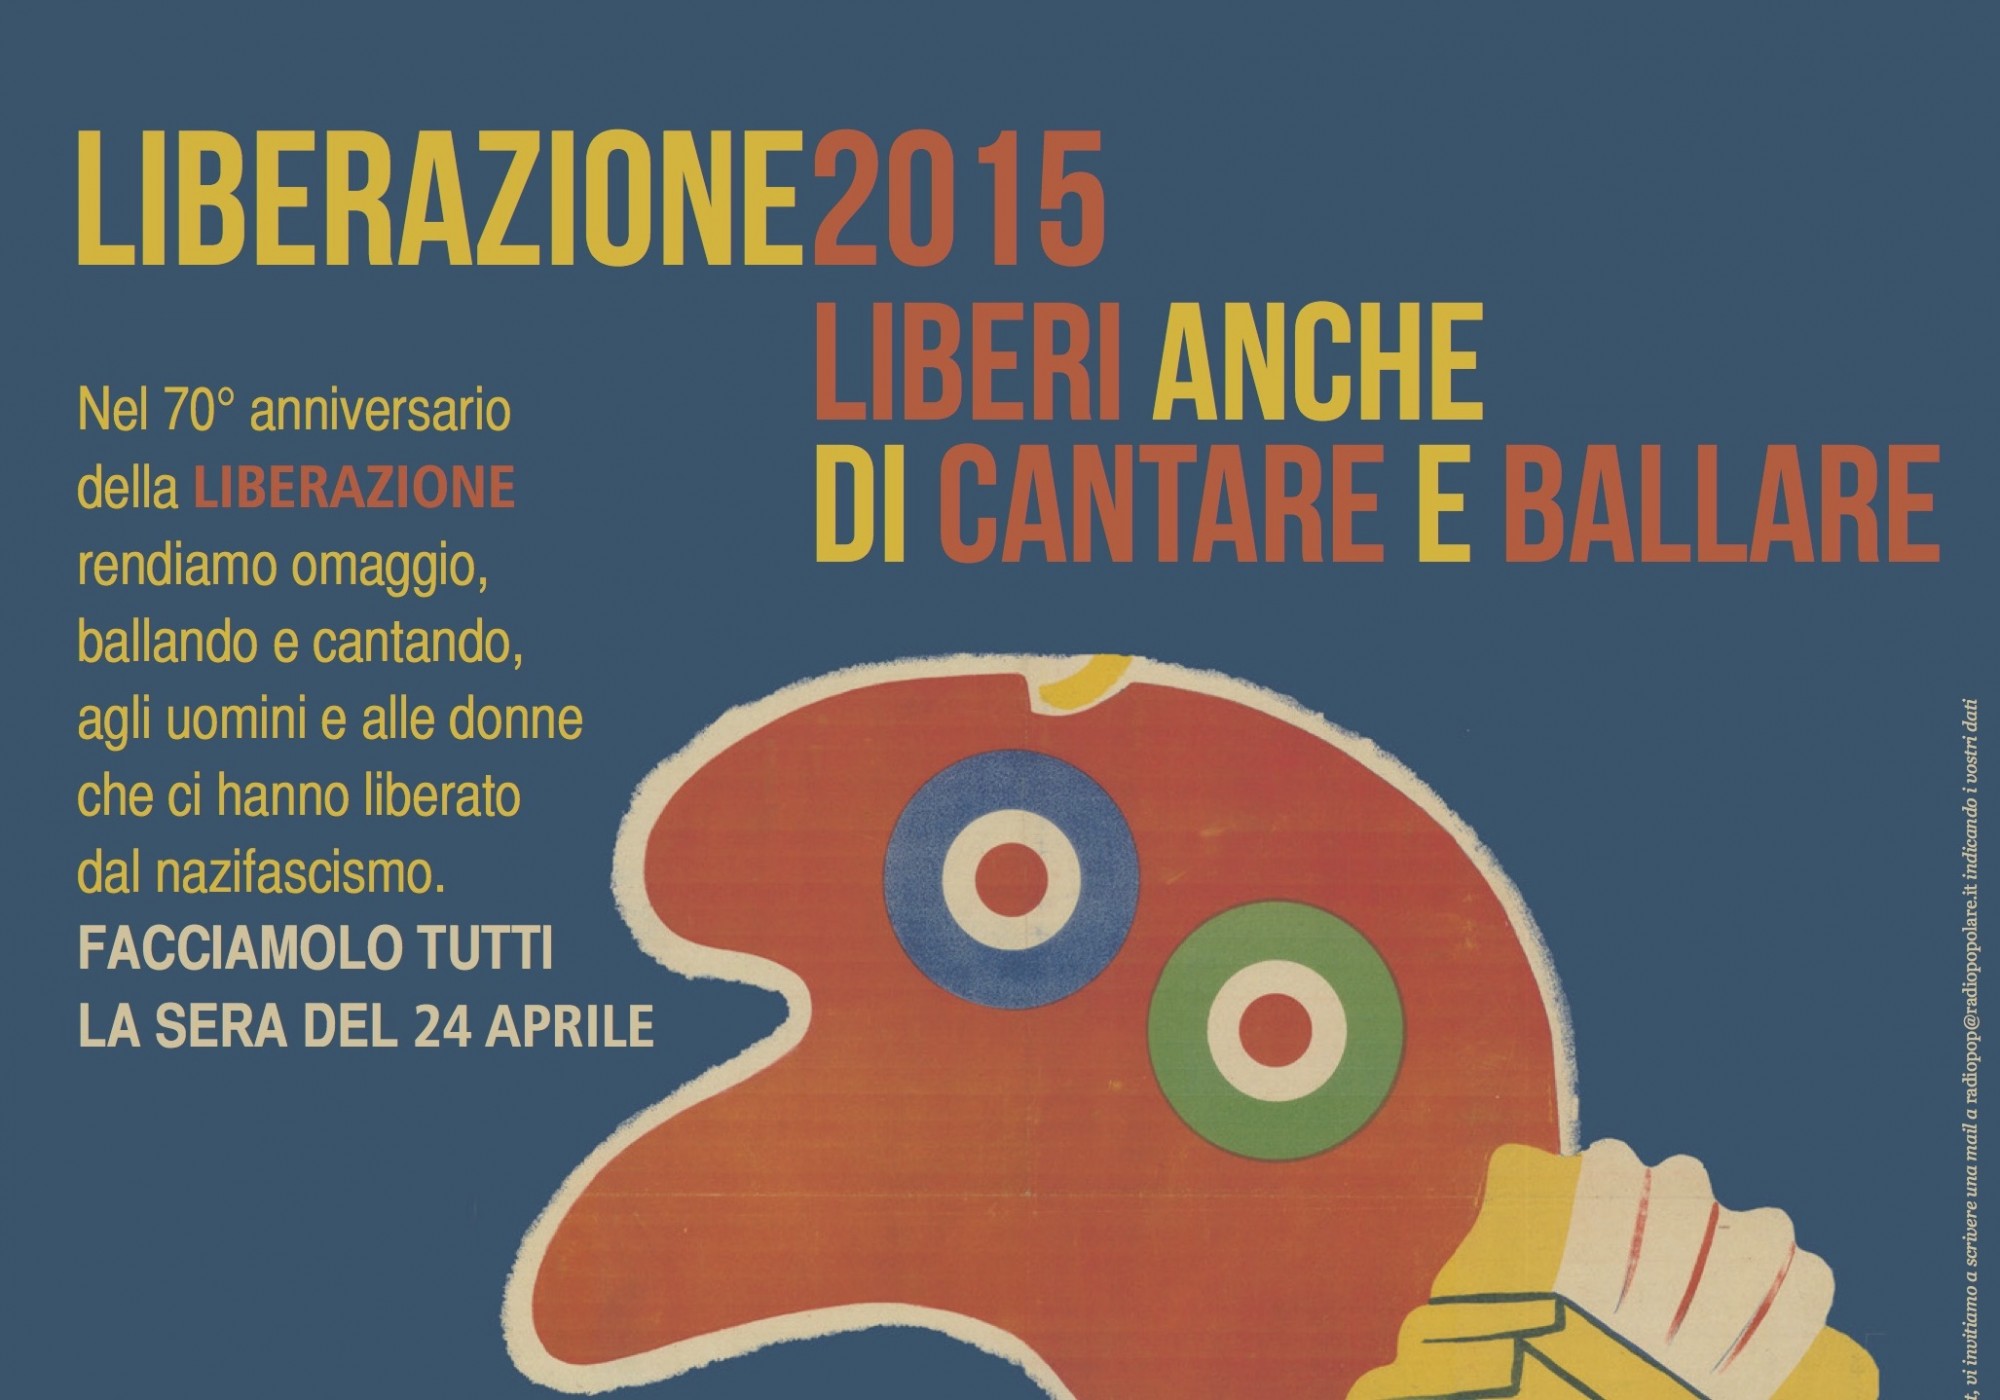 LIBERAZIONE2015
LIBERI ANCHE
DI CANTARE E BALLARE
Nel 70° anniversario
della LIBERAZIONE
rendiamo omaggio,
ballando e cantando,
agli uomini e alle donne
che ci hanno liberato
dal nazifascismo.
FACCIAMOLO TUTTI
LA SERA DEL 24 APRILE
, vi invitiamo a scrivere una mail a radiopop@radiopopolare.it indicando i vostri dati